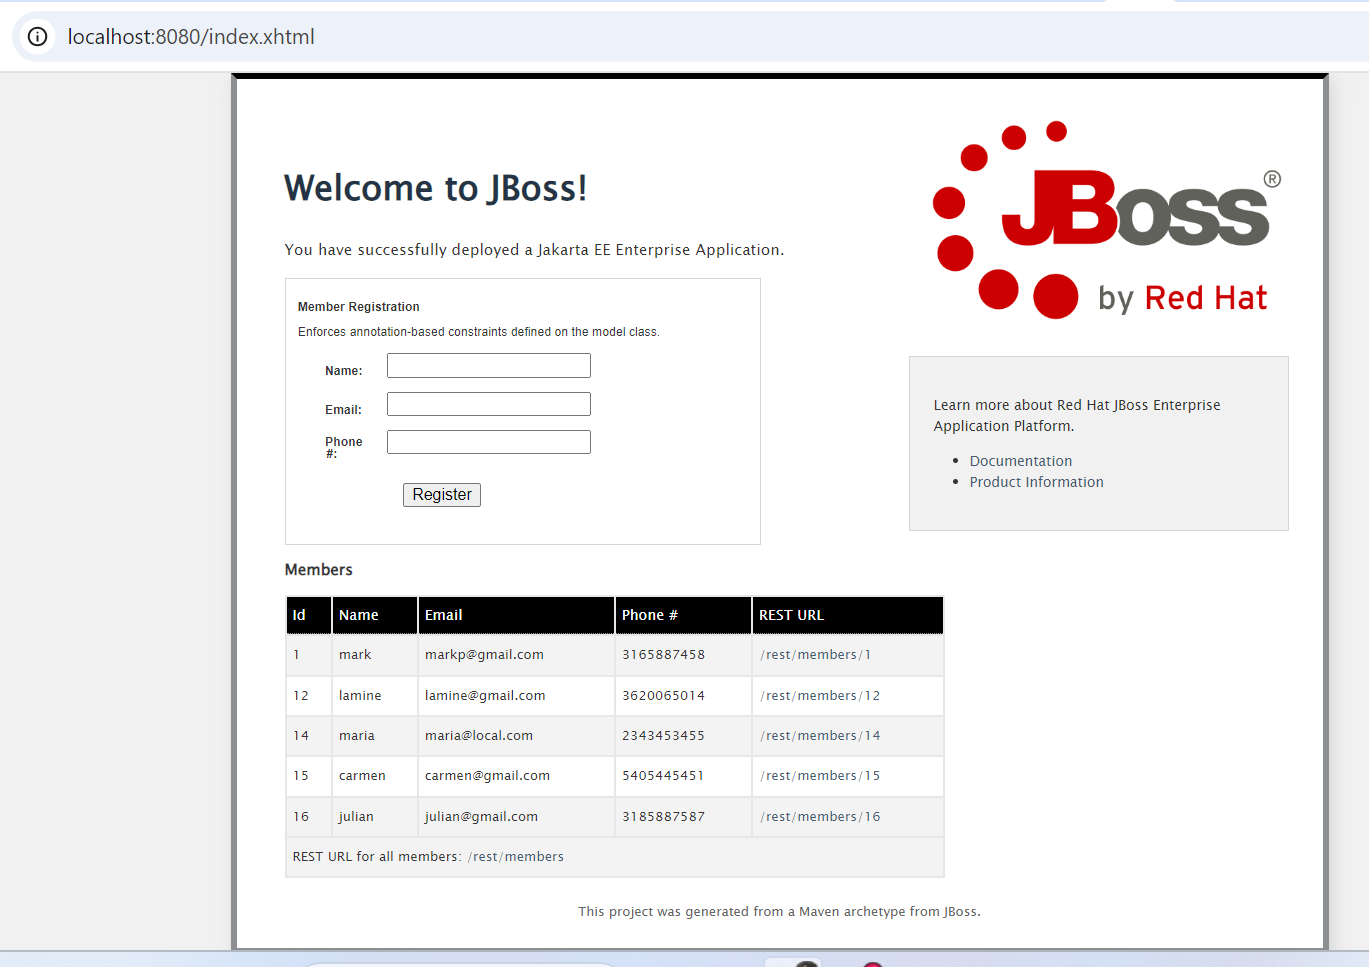 localhost:8080/index.xhtml
Welcome to JBoss!
You have successfully deployed a Jakarta EE Enterprise Application.
JBoss®
by Red Hat
Member Registration
Enforces annotation-based constraints defined on the model class.
Name:
Email:
Phone
#:
Register
Learn more about Red Hat JBoss Enterprise
Application Platform.
• Documentation
• Product Information
Members
Id Name Email Phone # REST URL
1 mark markp@gmail.com 3165887458 /rest/members/1
12 lamine lamine@gmail.com 3620065014 /rest/members/12
14 maria maria@local.com 2343453455 /rest/members/14
15 carmen carmen@gmail.com 5405445451 /rest/members/15
16 julian julian@gmail.com 3185887587 /rest/members/16
REST URL for all members: /rest/members
This project was generated from a Maven archetype from JBoss.